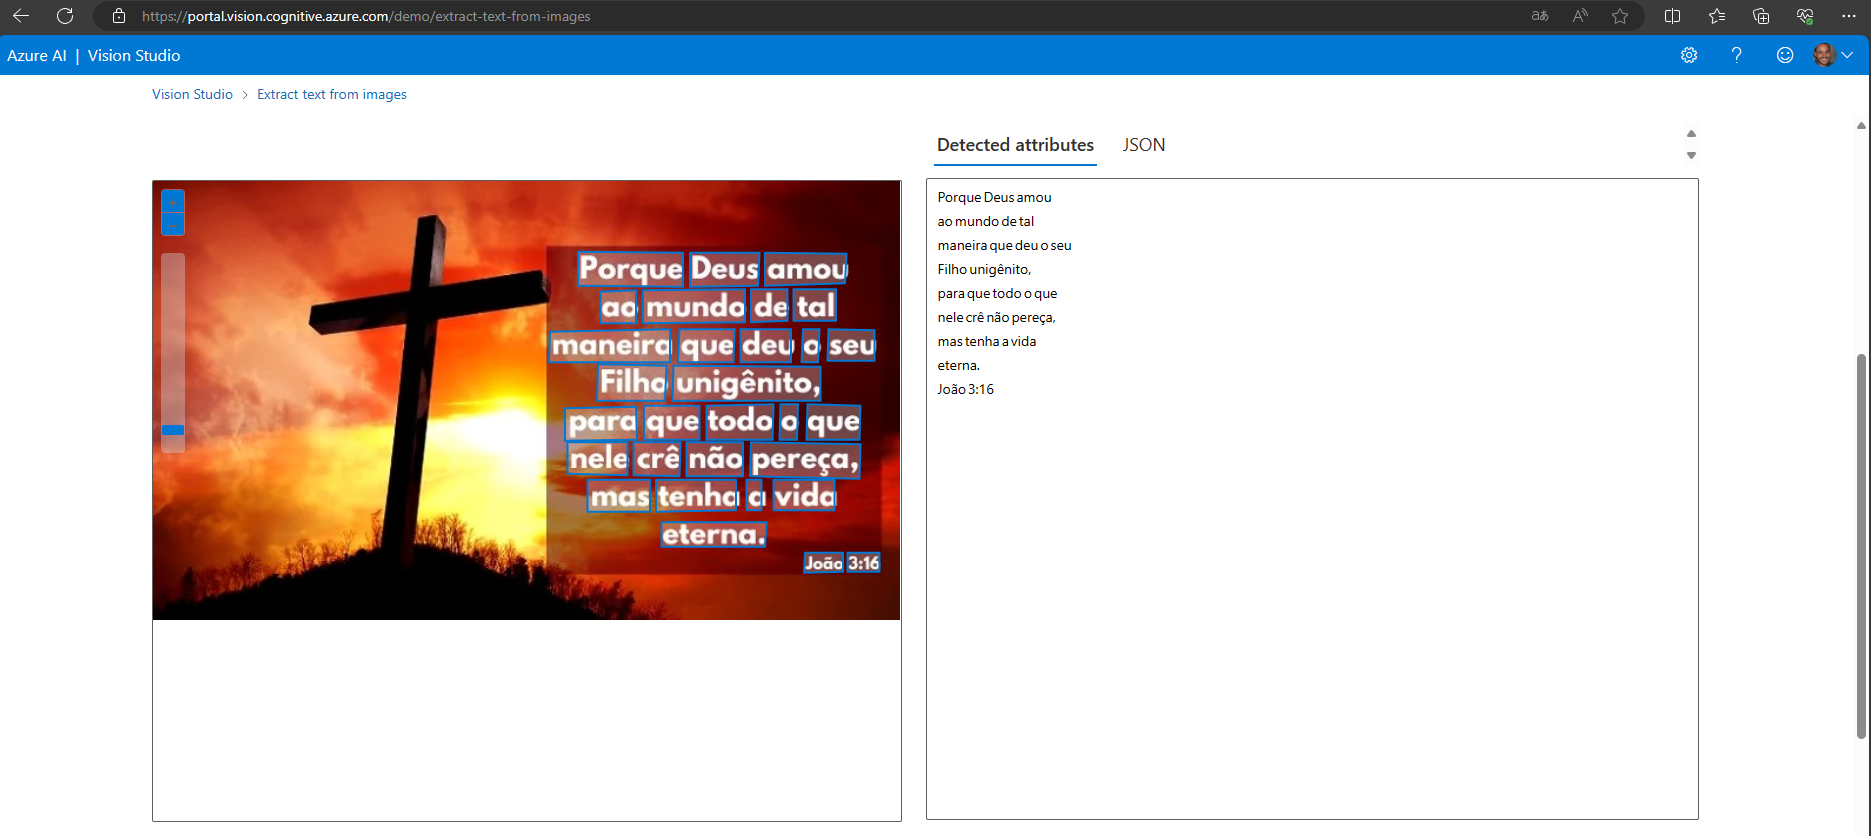 https://portal.vision.cognitive.azure.com/demo/extract-text-from-images
Azure AI | Vision Studio
Vision Studio > Extract text from images
Detected attributes JSON
Porque Deus amou
ao mundo de tal
maneira que deu o seu
Filho unigênito,
para que todo o que
nele crê não pereça,
mas tenha a vida
eterna.
João 3:16
Porque Deus amou
ao mundo de tal
maneira que deu o seu
Filho unigênito,
para que todo o que
nele crê não pereça,
mas tenha a vida
eterna.
João 3:16